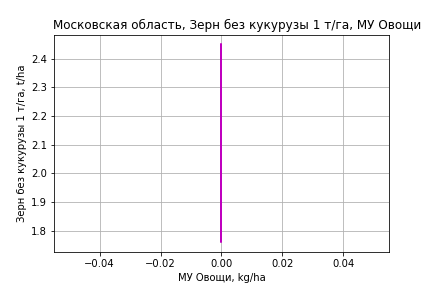 Московская область, Зерн без кукурузы 1 т/га, МУ Овощи
2.4
2.3
2.2
2.1
2.0
1.9
1.8
Зерн без кукурузы 1 т/га, t/ha
−0.04 −0.02 0.00 0.02 0.04
МУ Овощи, kg/ha